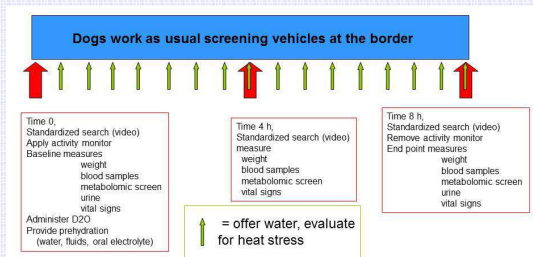 Dogs work as usual screening vehicles at the border
Time 0,
Standardized search (video)
Apply activity monitor
Baseline measures
weight
blood samples
metabolomic screen
urine
vital signs
Administer D2O
Provide prehydration
(water, fluids, oral electrolyte)
Time 4 h,
Standardized search (video)
measure
weight
blood samples
metabolomic screen
vital signs
Time 8 h,
Standardized search (video)
Remove activity monitor
End point measures
weight
blood samples
metabolomic screen
urine
vital signs
= offer water, evaluate
for heat stress